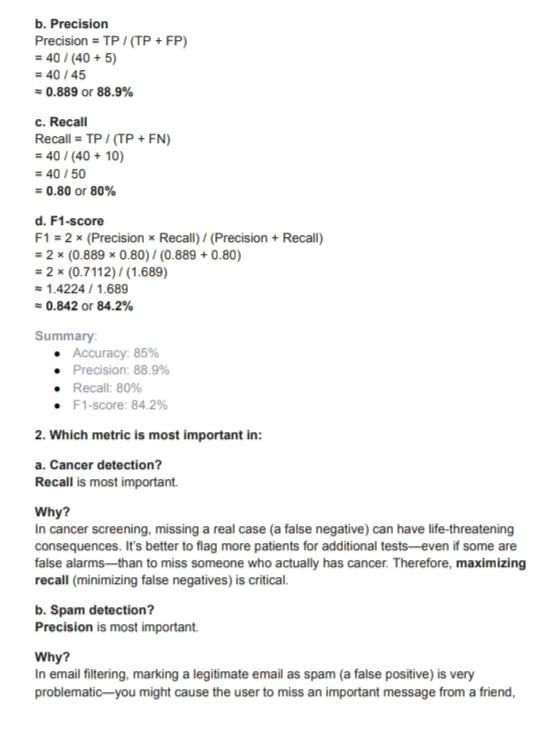 b. Precision
Precision = TP / (TP + FP)
= 40 / (40 + 5)
= 40 / 45
≈ 0.889 or 88.9%
c. Recall
Recall = TP / (TP + FN)
= 40 / (40 + 10)
= 40 / 50
= 0.80 or 80%
d. F1-score
F1 = 2 × (Precision × Recall) / (Precision + Recall)
= 2 × (0.889 × 0.80) / (0.889 + 0.80)
= 2 × (0.7112) / (1.689)
≈ 1.4224 / 1.689
≈ 0.842 or 84.2%
Summary:
• Accuracy: 85%
• Precision: 88.9%
• Recall: 80%
• F1-score: 84.2%
2. Which metric is most important in:
a. Cancer detection?
Recall is most important.
Why?
In cancer screening, missing a real case (a false negative) can have life-threatening
consequences. It’s better to flag more patients for additional tests—even if some are
false alarms—than to miss someone who actually has cancer. Therefore, maximizing
recall (minimizing false negatives) is critical.
b. Spam detection?
Precision is most important.
Why?
In email filtering, marking a legitimate email as spam (a false positive) is very
problematic—you might cause the user to miss an important message from a friend,